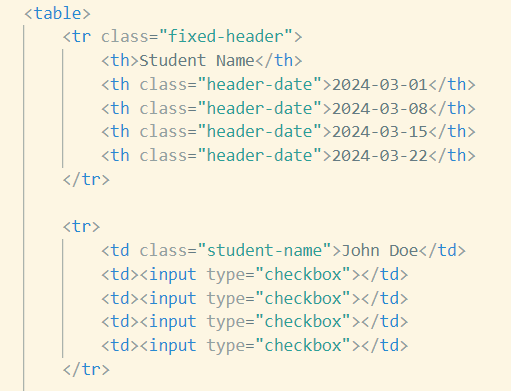 <table>
<tr class="fixed-header">
<th>Student Name</th>
<th class="header-date">2024-03-01</th>
<th class="header-date">2024-03-08</th>
<th class="header-date">2024-03-15</th>
<th class="header-date">2024-03-22</th>
</tr>
<tr>
<td class="student-name">John Doe</td>
<td><input type="checkbox"></td>
<td><input type="checkbox"></td>
<td><input type="checkbox"></td>
<td><input type="checkbox"></td>
</tr>